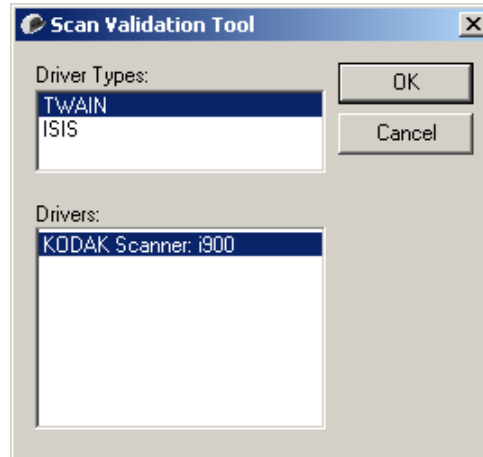 Scan Validation Tool
Driver Types:
TWAIN
ISIS
OK
Cancel
Drivers:
KODAK Scanner: i900